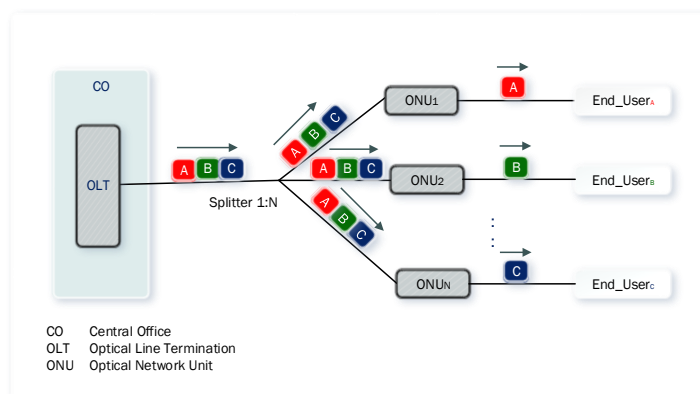 CO
OLT
A B C
Splitter 1:N
A B C
A B C
A B C
ONU1
ONU2
ONUN
A
B
C
End_UserA
End_UserB
End_UserC
CO Central Office
OLT Optical Line Termination
ONU Optical Network Unit